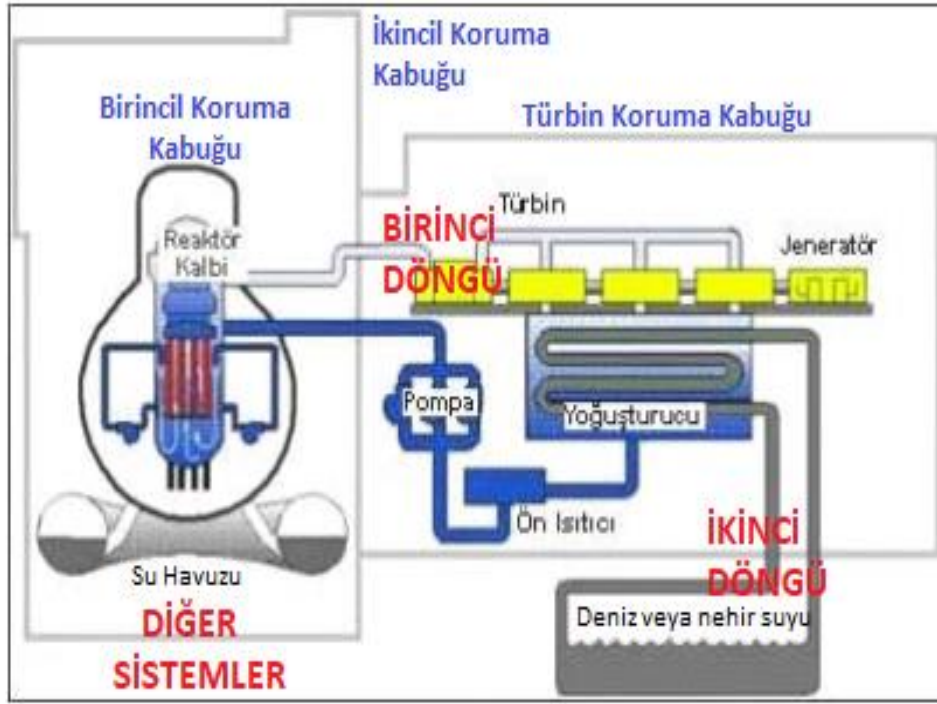 İkincil Koruma
Kabuğu
Birincil Koruma
Kabuğu
Türbin Koruma Kabuğu
Türbin
BİRİNCİ
DÖNGÜ
Reaktör
Kalbi
Jeneratör
Pompa
Yoğuşturucu
Ön Isıtıcı
İKİNCİ
DÖNGÜ
Su Havuzu
Deniz veya nehir suyu
DİĞER
SİSTEMLER